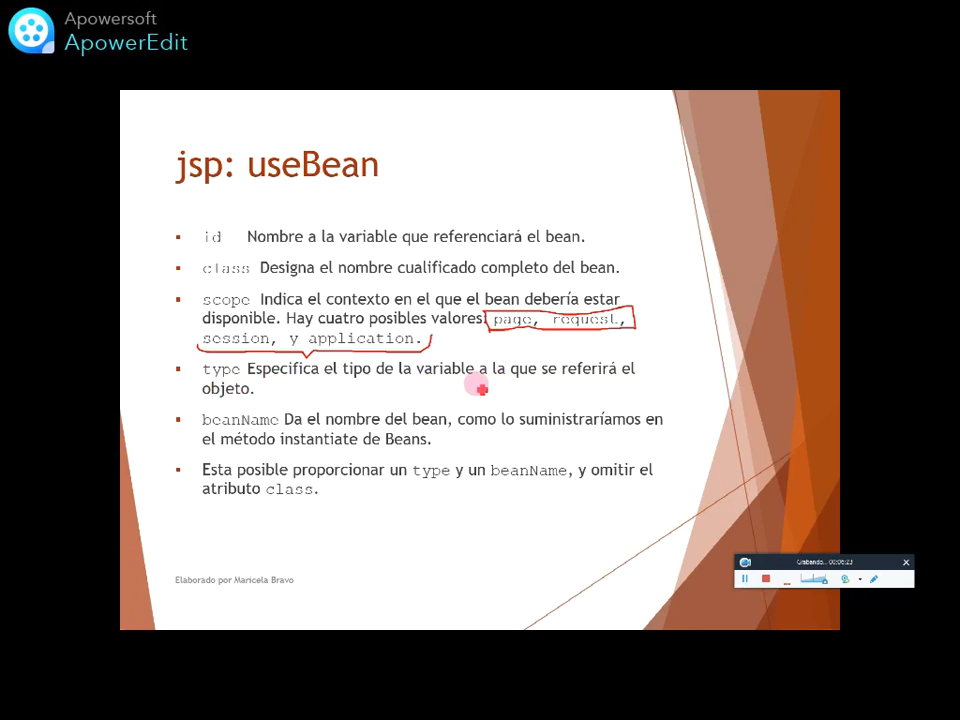 Apowersoft
ApowerEdit
jsp: useBean
id Nombre a la variable que referenciará el bean.
class Designa el nombre cualificado completo del bean.
scope Indica el contexto en el que el bean debería estar
disponible. Hay cuatro posibles valores: page, request,
session, y application.
type Especifica el tipo de la variable a la que se referirá el
objeto.
beanName Da el nombre del bean, como lo suministraríamos en
el método instantiate de Beans.
Esta posible proporcionar un type y un beanName, y omitir el
atributo class.
Elaborado por Maricela Bravo
Grabando... 00:06:23